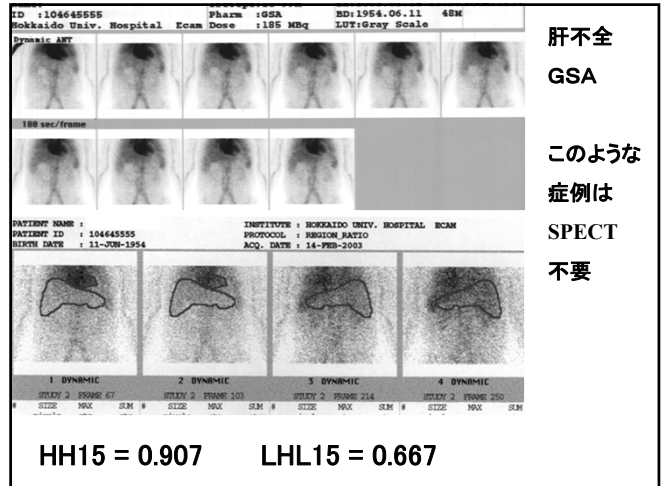 ID :104645555 Pharm :GSA BD:1954.06.11 48M
Hokkaido Univ. Hospital Ecam Dose :185 MBq LUT:Gray Scale
Dynamic ANT
188 sec/frame
肝不全
GSA
このような
症例は
SPECT
不要
PATIENT NAME : INSTITUTE : HOKKAIDO UNIV. HOSPITAL ECAM
PATIENT ID : 104645555 PROTOCOL : REGION_RATIO
BIRTH DATE : 11-JUN-1954 ACQ. DATE : 14-FEB-2003
1 DYNAMIC 2 DYNAMIC 3 DYNAMIC 4 DYNAMIC
STUDY 2 FRAME 67 STUDY 2 FRAME 103 STUDY 2 FRAME 214 STUDY 2 FRAME 250
# SIZE MAX SUM # SIZE MAX SUM # SIZE MAX SUM # SIZE MAX SUM
HH15 = 0.907 LHL15 = 0.667